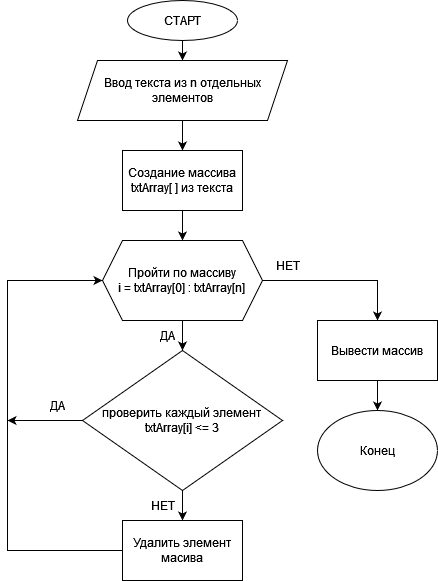 СТАРТ
Ввод текста из n отдельных
элементов
Создание массива
txtArray[ ] из текста
Пройти по массиву
i = txtArray[0] : txtArray[n]
НЕТ
ДА
Вывести массив
ДА
проверить каждый элемент
txtArray[i] <= 3
Конец
НЕТ
Удалить элемент
масива